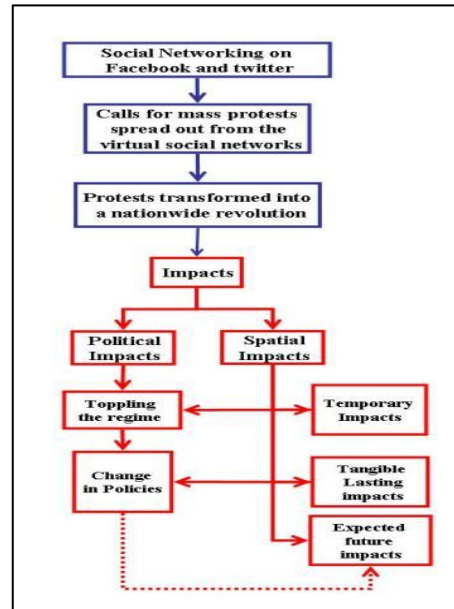 Social Networking on
Facebook and twitter
Calls for mass protests
spread out from the
virtual social networks
Protests transformed into
a nationwide revolution
Impacts
Political
Impacts
Spatial
Impacts
Toppling
the regime
Temporary
Impacts
Change
in Policies
Tangible
Lasting
impacts
Expected
future
impacts